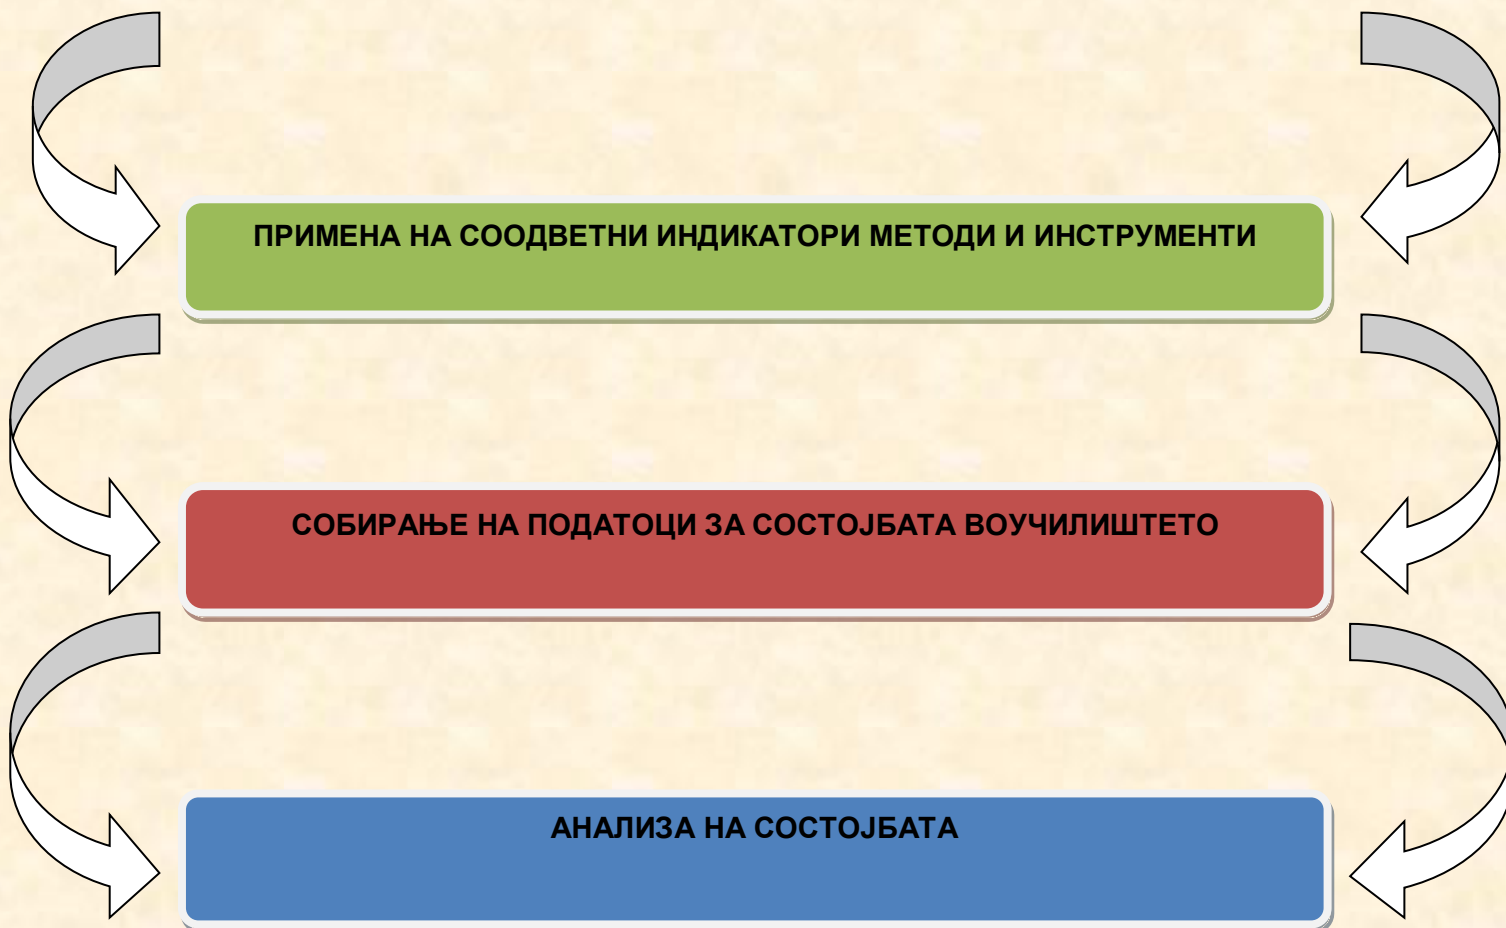 ПРИМЕНА НА СООДВЕТНИ ИНДИКАТОРИ МЕТОДИ И ИНСТРУМЕНТИ
СОБИРАЊЕ НА ПОДАТОЦИ ЗА СОСТОЈБАТА ВОУЧИЛИШТЕТО
АНАЛИЗА НА СОСТОЈБАТА